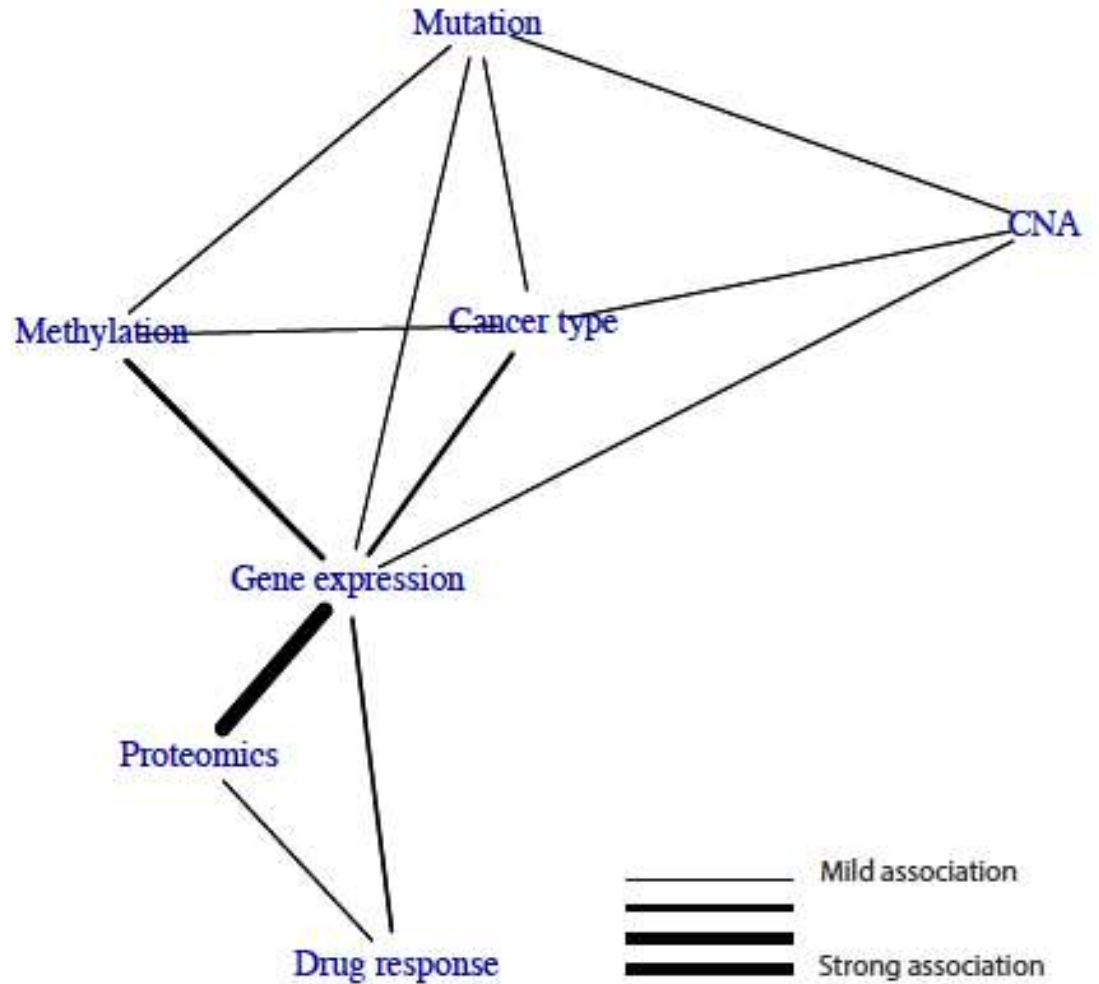 Mutation
CNA
Methylation
Cancer type
Gene expression
Proteomics
Mild association
Drug response
Strong association